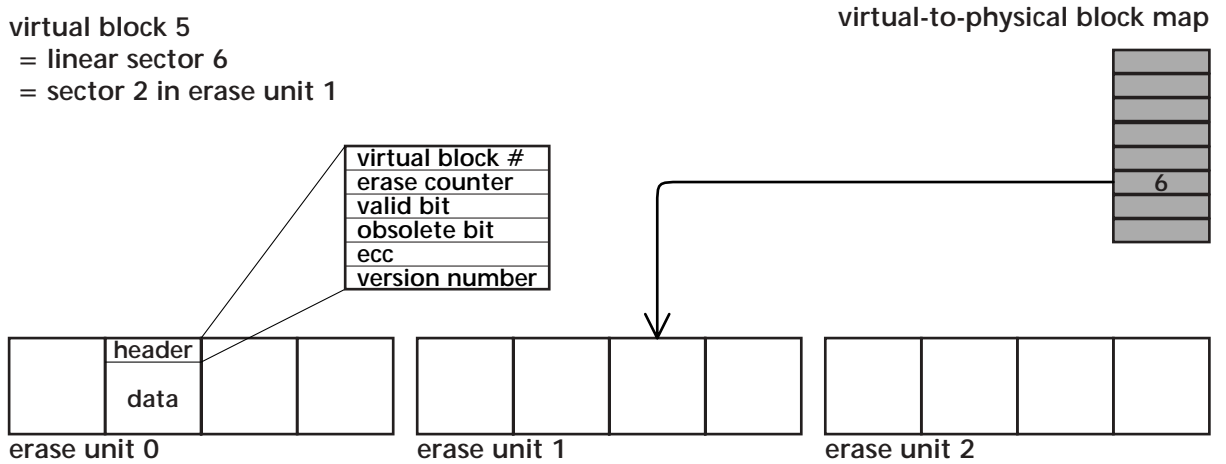 virtual block 5
= linear sector 6
= sector 2 in erase unit 1
virtual-to-physical block map
virtual block #
erase counter
valid bit
obsolete bit
ecc
version number
6
header
data
erase unit 0
erase unit 1
erase unit 2